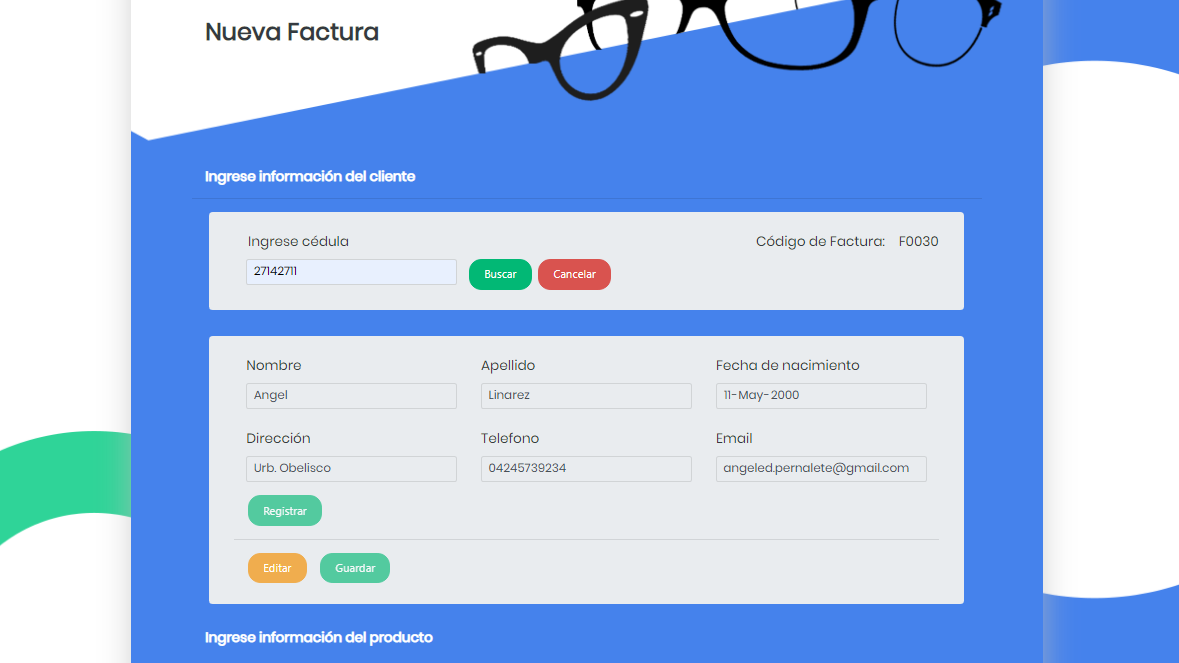 Nueva Factura
Ingrese información del cliente
Ingrese cédula
Código de Factura: F0030
27142711
Buscar
Cancelar
Nombre
Apellido
Fecha de nacimiento
Angel
Linarez
11-May-2000
Dirección
Telefono
Email
Urb. Obelisco
04245739234
angeled.pernalete@gmail.com
Registrar
Editar
Guardar
Ingrese información del producto